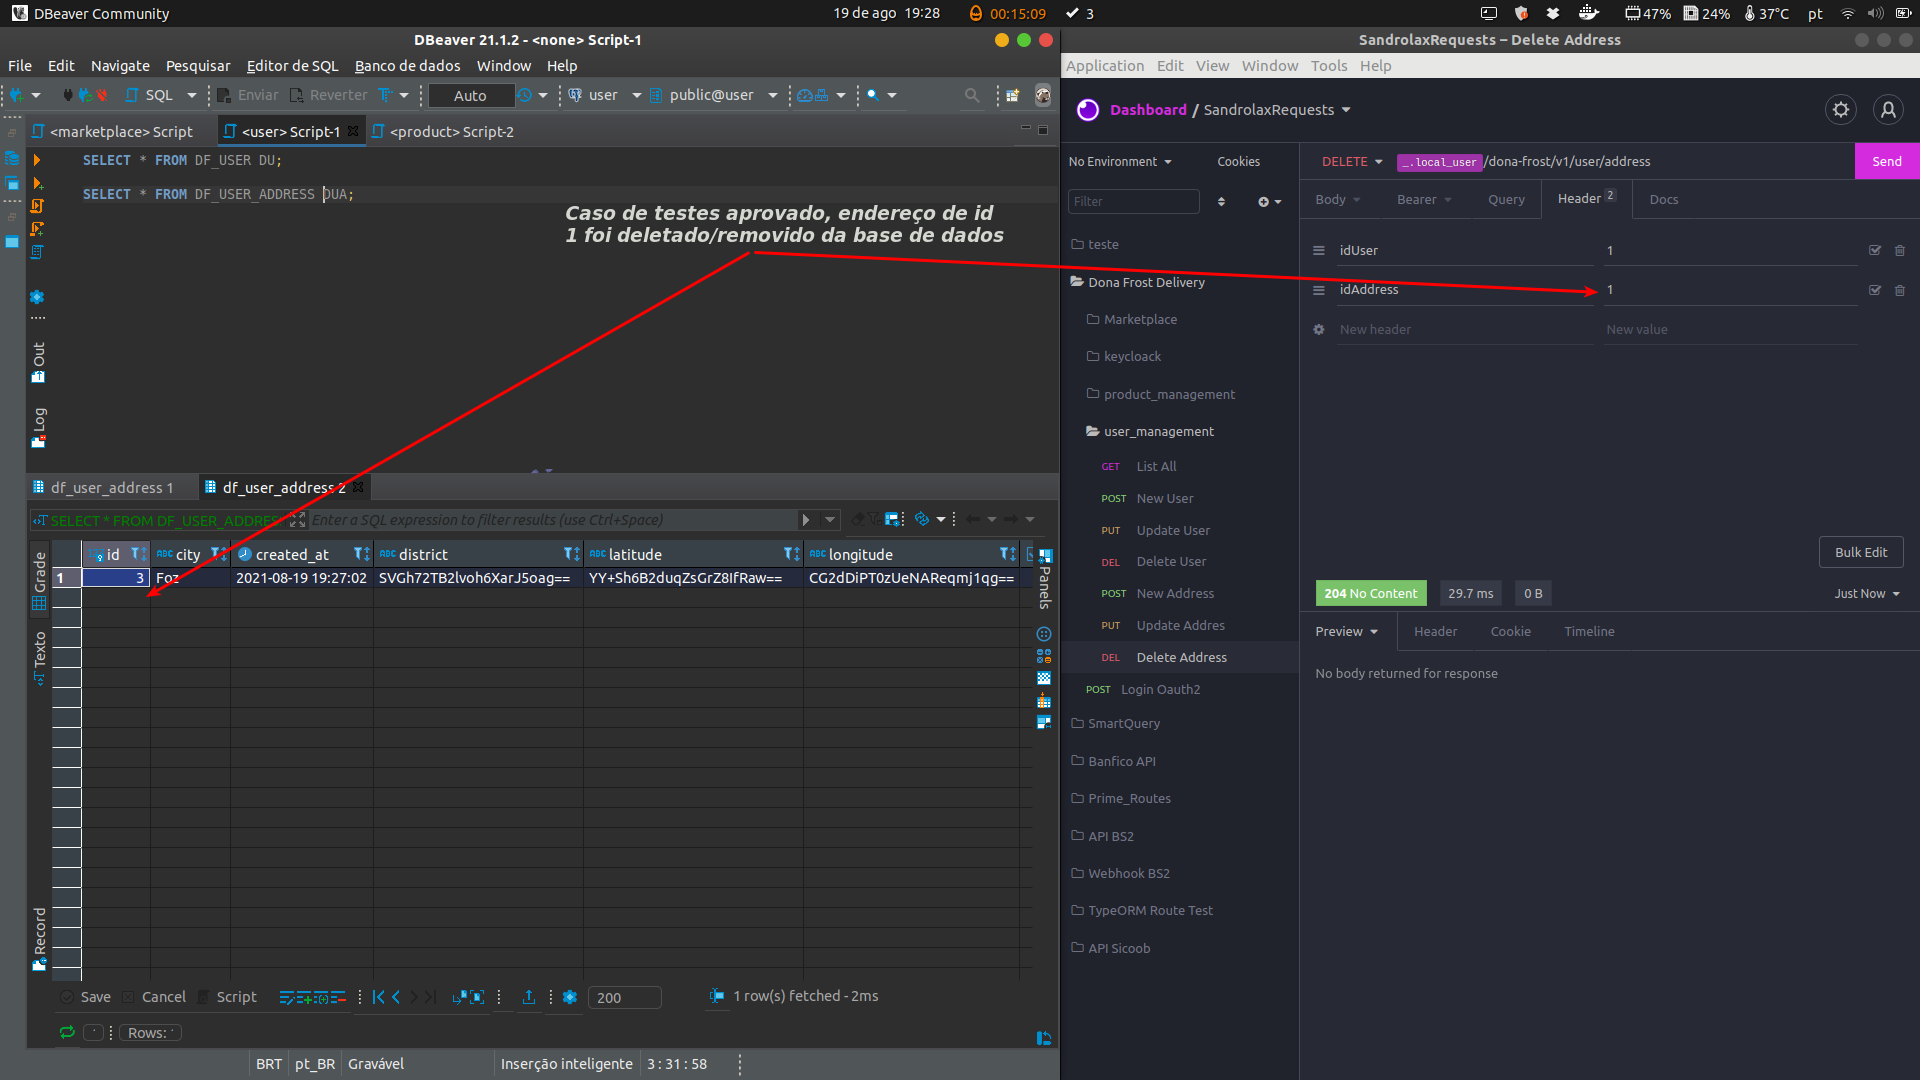 DBeaver Community
19 de ago 19:28
00:15:09
3
47%
24%
37°C
pt
DBeaver 21.1.2 - <none> Script-1
File Edit Navigate Pesquisar Editor de SQL Banco de dados Window Help
SQL Enviar Reverter Auto user public@user
<marketplace> Script <user> Script-1 <product> Script-2
SELECT * FROM DF_USER DU;
SELECT * FROM DF_USER_ADDRESS DUA;
Caso de testes aprovado, endereço de id
1 foi deletado/removido da base de dados
Out
Log
df_user_address 1 df_user_address 2
SELECT * FROM DF_USER_ADDRES Enter a SQL expression to filter results (use Ctrl+Space)
Grade
Texto
Record
Panels
id city created_at district latitude longitude
1 3 Foz 2021-08-19 19:27:02 SVGh72TB2lvoh6XarJ5oag== YY+Sh6B2duqZsGrZ8IfRaw== CG2dDiPT0zUeNAReqmj1qg==
Save Cancel Script 200 1 row(s) fetched - 2ms
Rows:
BRT pt_BR Gravável Inserção inteligente 3 : 31 : 58
SandrolaxRequests – Delete Address
Application Edit View Window Tools Help
Dashboard / SandrolaxRequests
No Environment Cookies
Filter
teste
Dona Frost Delivery
Marketplace
keycloack
product_management
user_management
GET List All
POST New User
PUT Update User
DEL Delete User
POST New Address
PUT Update Addres
DEL Delete Address
POST Login Oauth2
SmartQuery
Banfico API
Prime_Routes
API BS2
Webhook BS2
TypeORM Route Test
API Sicoob
DELETE _.local_user /dona-frost/v1/user/address Send
Body Bearer Query Header 2 Docs
idUser 1
idAddress 1
New header New value
Bulk Edit
204 No Content 29.7 ms 0 B Just Now
Preview Header Cookie Timeline
No body returned for response